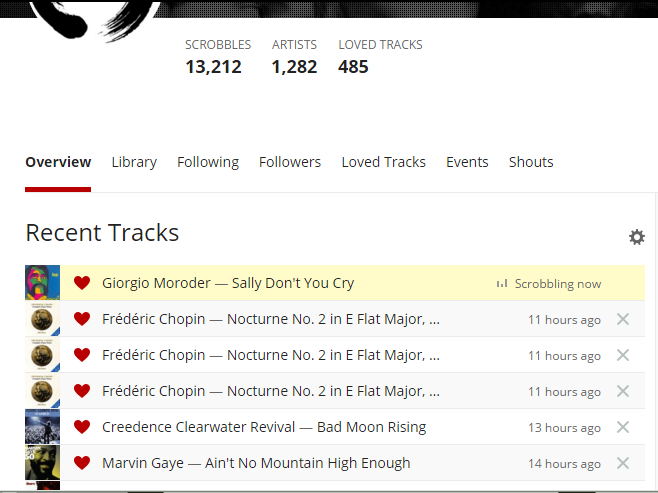 SCROBBLES ARTISTS LOVED TRACKS
13,212 1,282 485
Overview Library Following Followers Loved Tracks Events Shouts
Recent Tracks
Giorgio Moroder — Sally Don't You Cry Scrobbling now
Frédéric Chopin — Nocturne No. 2 in E Flat Major, ... 11 hours ago
Frédéric Chopin — Nocturne No. 2 in E Flat Major, ... 11 hours ago
Frédéric Chopin — Nocturne No. 2 in E Flat Major, ... 11 hours ago
Creedence Clearwater Revival — Bad Moon Rising 13 hours ago
Marvin Gaye — Ain't No Mountain High Enough 14 hours ago